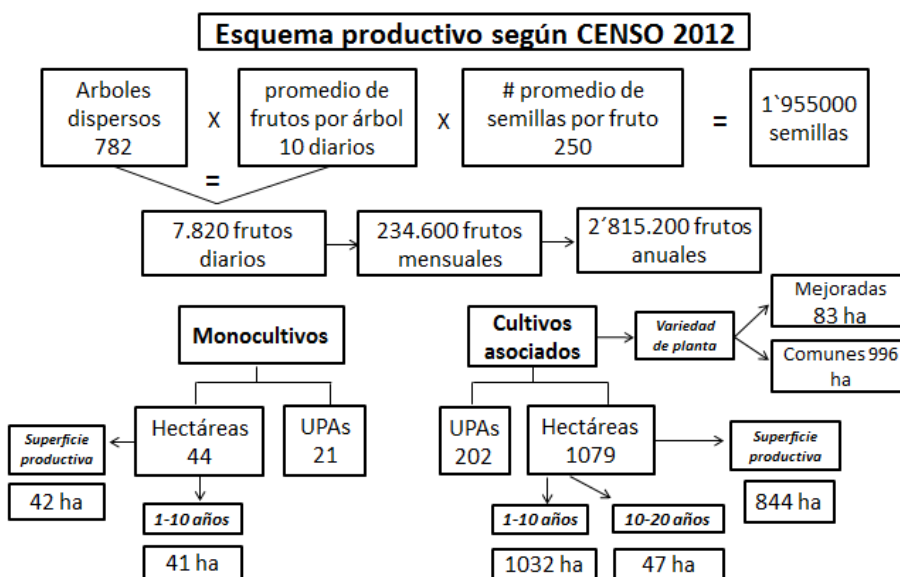 Esquema productivo según CENSO 2012
Arboles
dispersos
782
X
promedio de
frutos por árbol
10 diarios
X
# promedio de
semillas por fruto
250
=
1`955000
semillas
=
7.820 frutos
diarios
234.600 frutos
mensuales
2´815.200 frutos
anuales
Monocultivos
Hectáreas
44
UPAs
21
Superficie
productiva
42 ha
1-10 años
41 ha
Cultivos
asociados
Variedad
de planta
Mejoradas
83 ha
Comunes 996
ha
UPAs
202
Hectáreas
1079
Superficie
productiva
844 ha
1-10 años
1032 ha
10-20 años
47 ha